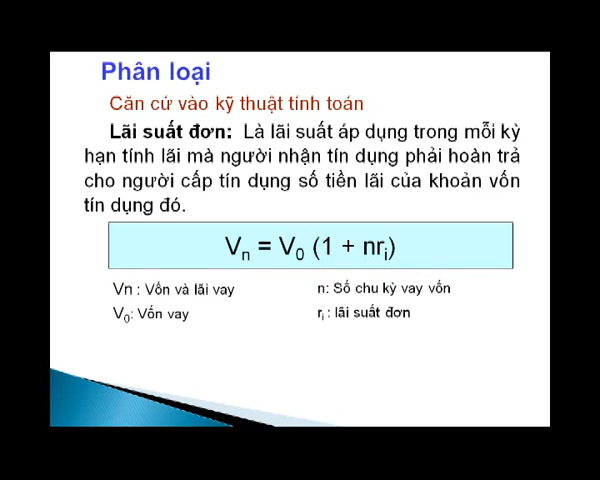 Phân loại
Căn cứ vào kỹ thuật tính toán
Lãi suất đơn: Là lãi suất áp dụng trong mỗi kỳ
hạn tính lãi mà người nhận tín dụng phải hoàn trả
cho người cấp tín dụng số tiền lãi của khoản vốn
tín dụng đó.
Vₙ = V₀ (1 + nrᵢ)
Vn : Vốn và lãi vay
n: Số chu kỳ vay vốn
V₀: Vốn vay
rᵢ : lãi suất đơn